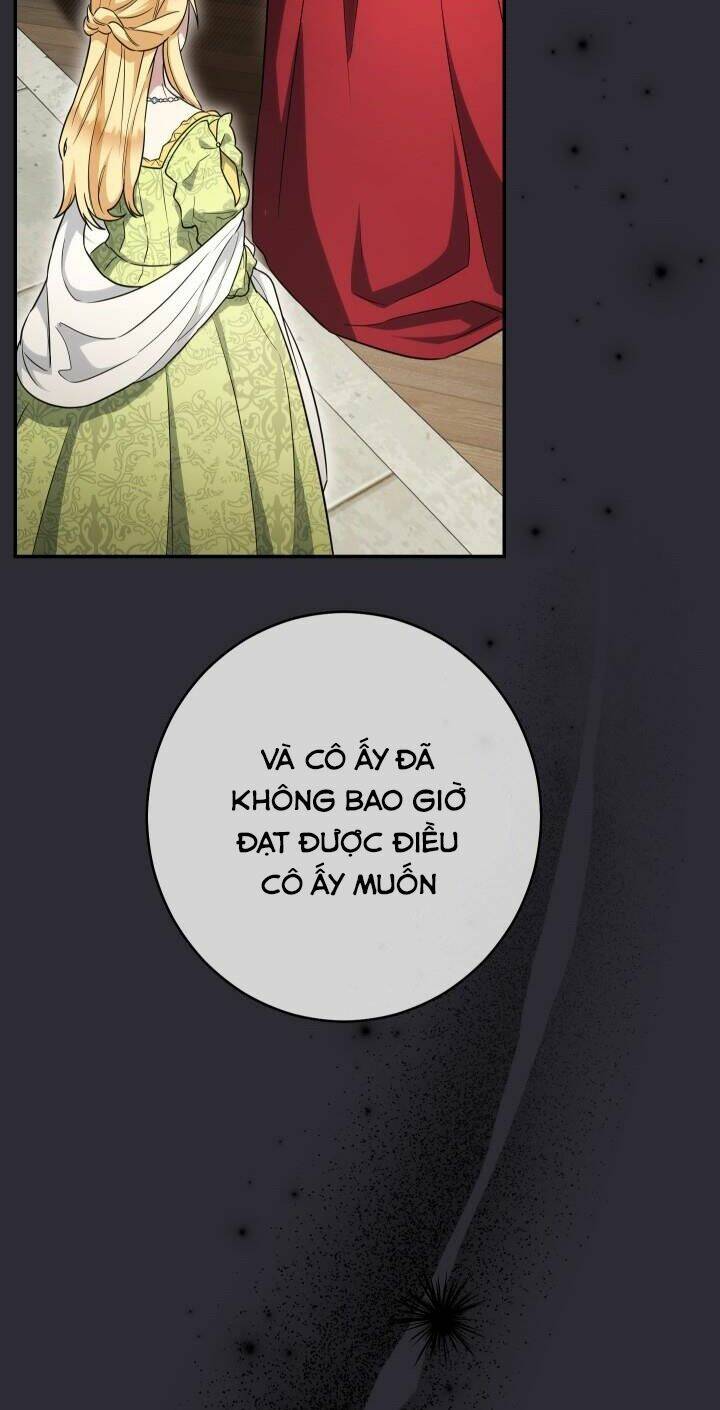 VÀ CÔ ẤY ĐÃ
KHÔNG BAO GIỜ
ĐẠT ĐƯỢC ĐIỀU
CÔ ẤY MUỐN